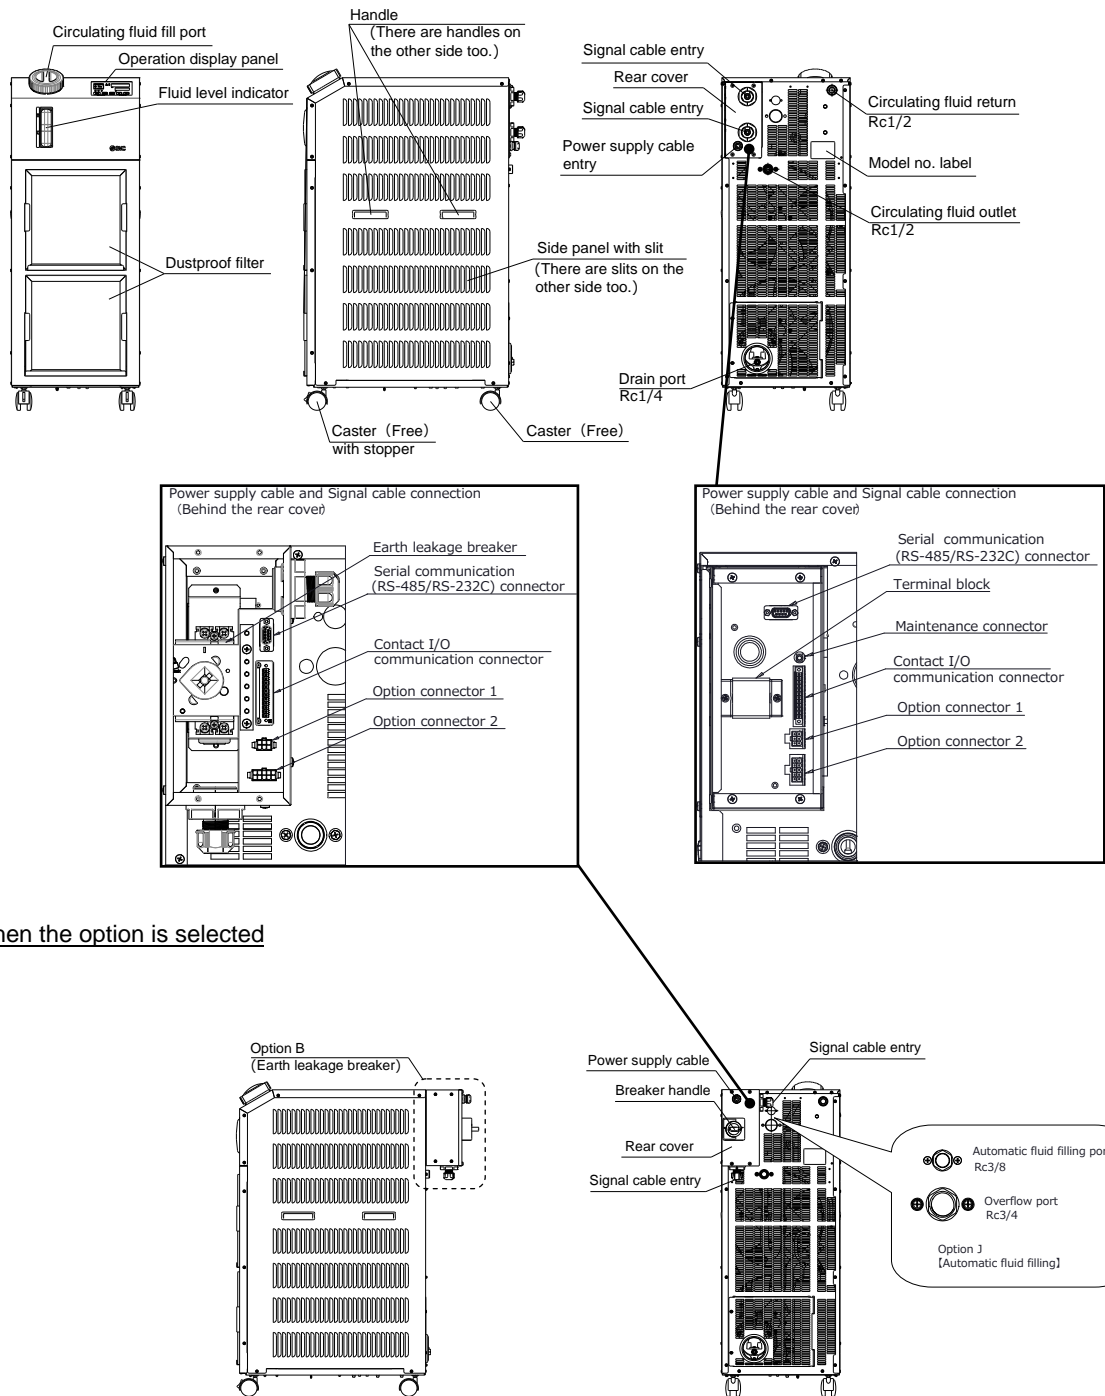 Circulating fluid fill port
Operation display panel
Fluid level indicator
SMC
Dustproof filter
Handle
(There are handles on
the other side too.)
Side panel with slit
(There are slits on the
other side too.)
Caster (Free)
with stopper
Caster (Free)
Signal cable entry
Rear cover
Signal cable entry
Power supply cable
entry
Circulating fluid return
Rc1/2
Model no. label
Circulating fluid outlet
Rc1/2
Drain port
Rc1/4
Power supply cable and Signal cable connection
(Behind the rear cover)
Earth leakage breaker
Serial communication
(RS-485/RS-232C) connector
Contact I/O
communication connector
Option connector 1
Option connector 2
Power supply cable and Signal cable connection
(Behind the rear cover)
Serial communication
(RS-485/RS-232C) connector
Terminal block
Maintenance connector
Contact I/O
communication connector
Option connector 1
Option connector 2
hen the option is selected
Option B
(Earth leakage breaker)
Power supply cable
Breaker handle
Rear cover
Signal cable entry
Signal cable entry
Automatic fluid filling por
Rc3/8
Overflow port
Rc3/4
Option J
【Automatic fluid filling】